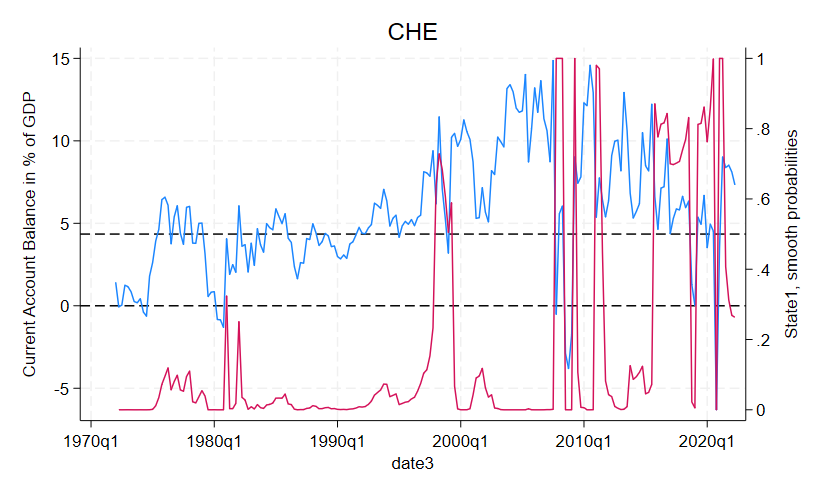 CHE
Current Account Balance in % of GDP
15
10
5
0
-5
1
.8
.6
.4
.2
0
State1, smooth probabilities
1970q1 1980q1 1990q1 2000q1 2010q1 2020q1
date3